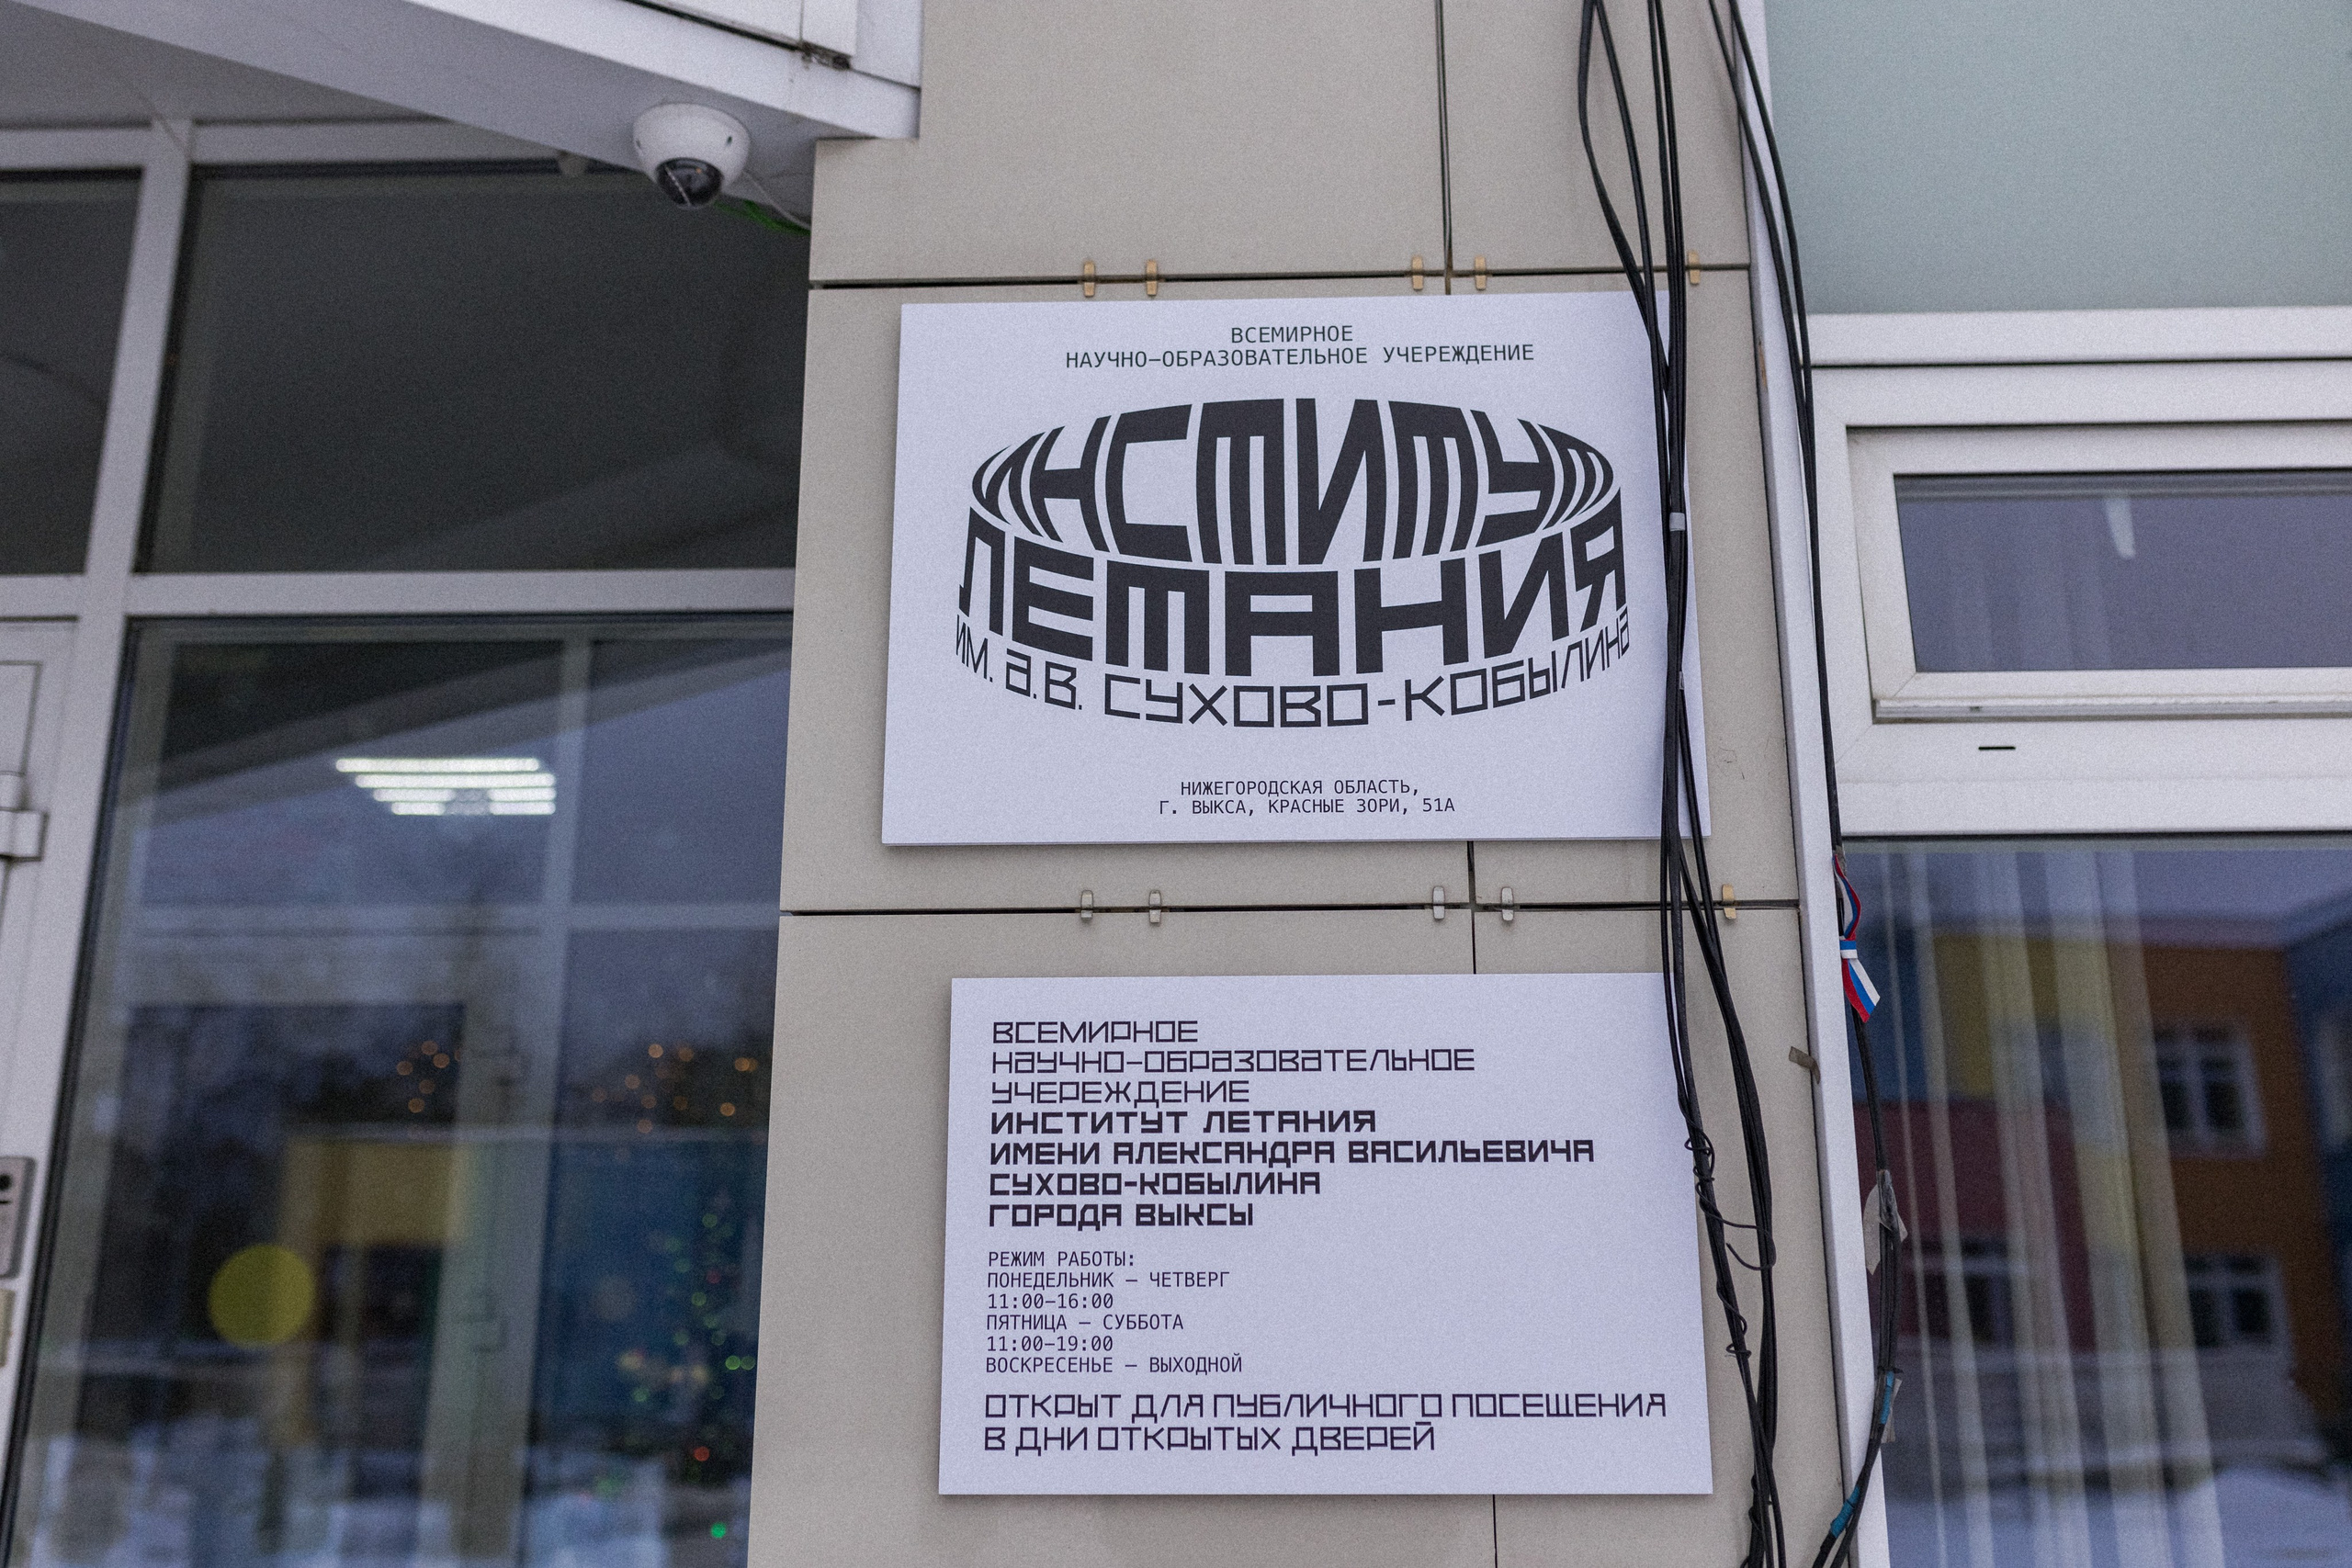 ВСЕМИРНОЕ
НАУЧНО–ОБРАЗОВАТЕЛЬНОЕ УЧЕРЕЖДЕНИЕ
ИНСТИТУТ
ЛЕТАНИЯ
ИМ. А.В. СУХОВО-КОБЫЛИНА
НИЖЕГОРОДСКАЯ ОБЛАСТЬ,
Г. ВЫКСА, КРАСНЫЕ ЗОРИ, 51А
ВСЕМИРНОЕ
НАУЧНО-ОБРАЗОВАТЕЛЬНОЕ
УЧЕРЕЖДЕНИЕ
ИНСТИТУТ ЛЕТАНИЯ
ИМЕНИ АЛЕКСАНДРА ВАСИЛЬЕВИЧА
СУХОВО-КОБЫЛИНА
ГОРОДА ВЫКСЫ
РЕЖИМ РАБОТЫ:
ПОНЕДЕЛЬНИК — ЧЕТВЕРГ
11:00–16:00
ПЯТНИЦА — СУББОТА
11:00–19:00
ВОСКРЕСЕНЬЕ — ВЫХОДНОЙ
ОТКРЫТ ДЛЯ ПУБЛИЧНОГО ПОСЕЩЕНИЯ
В ДНИ ОТКРЫТЫХ ДВЕРЕЙ